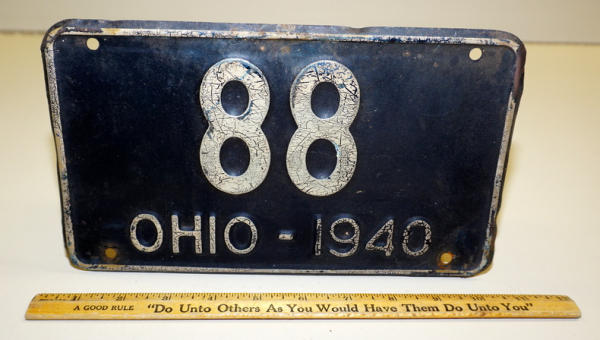 88
OHIO - 1940
A GOOD RULE "Do Unto Others As You Would Have Them Do Unto You"